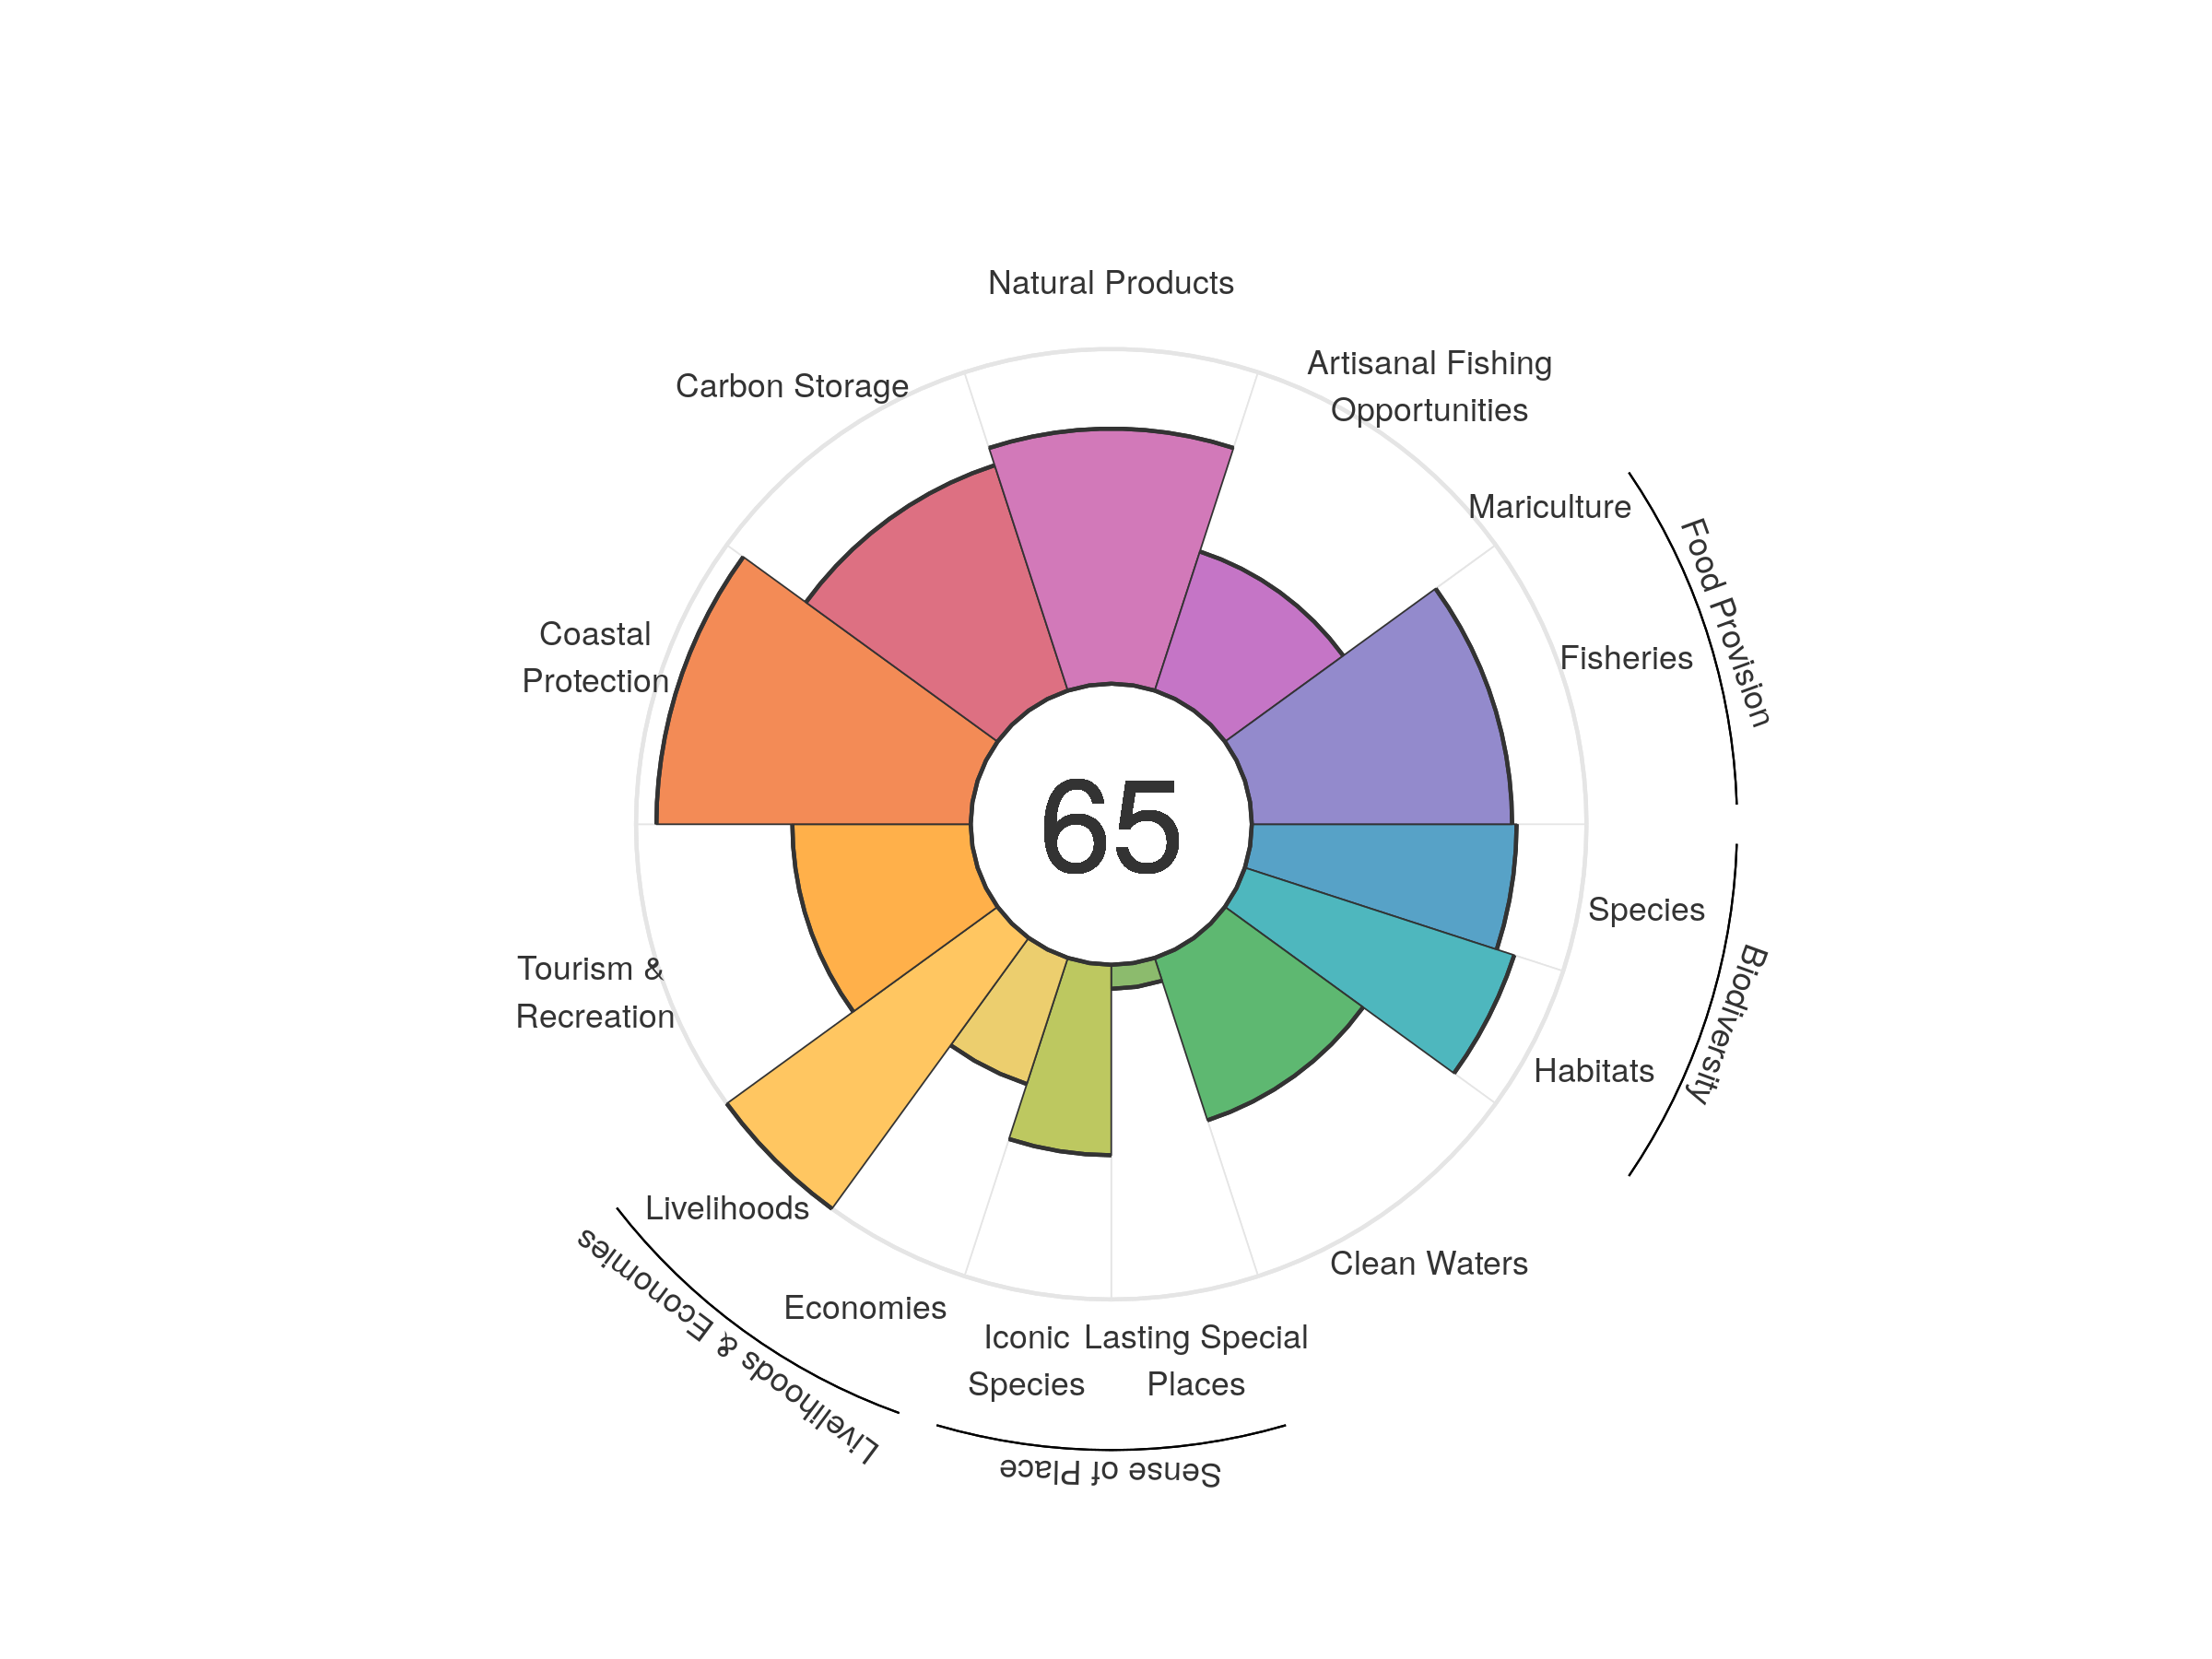 Natural Products
Artisanal Fishing
Opportunities
Carbon Storage
Mariculture
Food Provision
Fisheries
Coastal
Protection
65
Species
Biodiversity
Habitats
Tourism &
Recreation
Livelihoods
Clean Waters
Livelihoods & Economies
Economies
Iconic
Species
Lasting Special
Places
Sense of Place